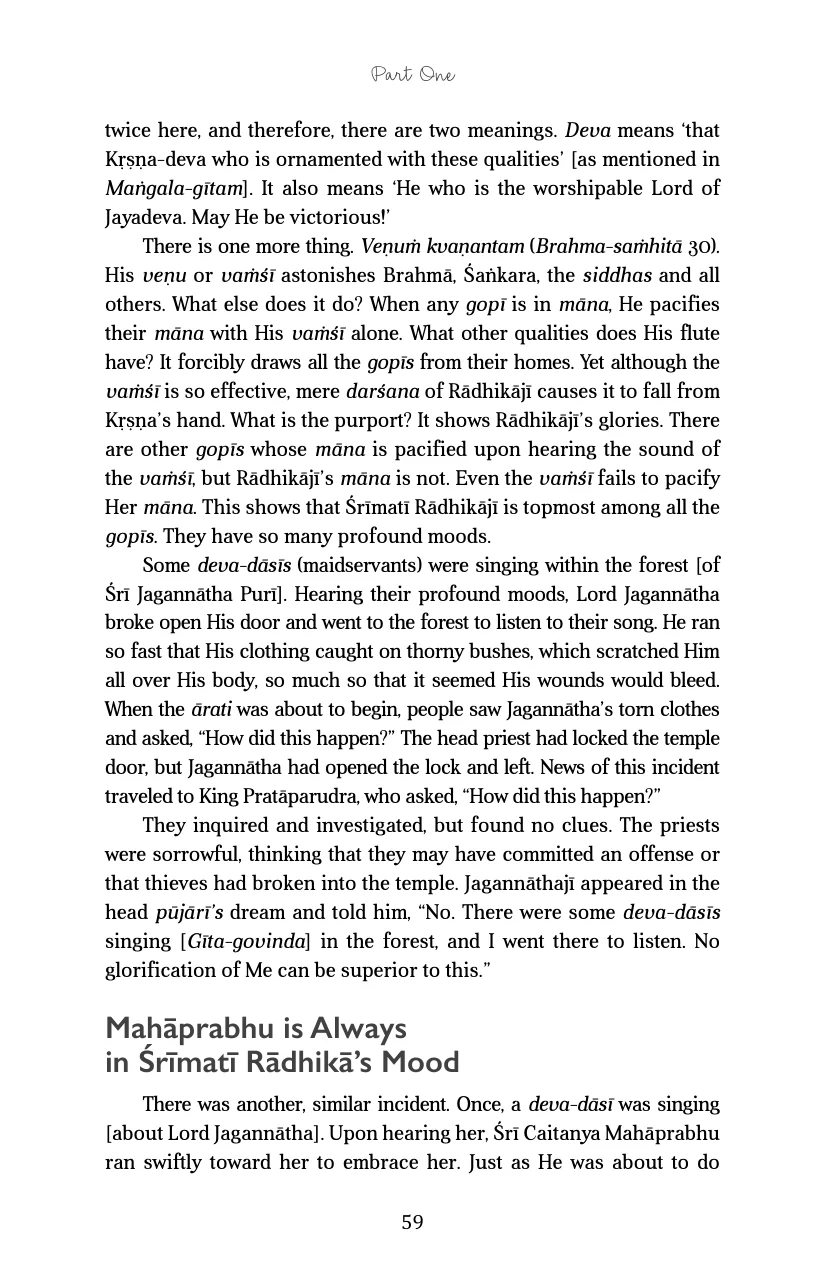 Part One
twice here, and therefore, there are two meanings. Deva means ‘that
Kṛṣṇa-deva who is ornamented with these qualities’ [as mentioned in
Maṅgala-gītam]. It also means ‘He who is the worshipable Lord of
Jayadeva. May He be victorious!’
There is one more thing. Veṇuṁ kvaṇantam (Brahma-saṁhitā 30).
His veṇu or vaṁśī astonishes Brahmā, Śaṅkara, the siddhas and all
others. What else does it do? When any gopī is in māna, He pacifies
their māna with His vaṁśī alone. What other qualities does His flute
have? It forcibly draws all the gopīs from their homes. Yet although the
vaṁśī is so effective, mere darśana of Rādhikājī causes it to fall from
Kṛṣṇa’s hand. What is the purport? It shows Rādhikājī’s glories. There
are other gopīs whose māna is pacified upon hearing the sound of
the vaṁśī, but Rādhikājī’s māna is not. Even the vaṁśī fails to pacify
Her māna. This shows that Śrīmatī Rādhikājī is topmost among all the
gopīs. They have so many profound moods.
Some deva-dāsīs (maidservants) were singing within the forest [of
Śrī Jagannātha Purī]. Hearing their profound moods, Lord Jagannātha
broke open His door and went to the forest to listen to their song. He ran
so fast that His clothing caught on thorny bushes, which scratched Him
all over His body, so much so that it seemed His wounds would bleed.
When the ārati was about to begin, people saw Jagannātha’s torn clothes
and asked, “How did this happen?” The head priest had locked the temple
door, but Jagannātha had opened the lock and left. News of this incident
traveled to King Pratāparudra, who asked, “How did this happen?”
They inquired and investigated, but found no clues. The priests
were sorrowful, thinking that they may have committed an offense or
that thieves had broken into the temple. Jagannāthajī appeared in the
head pūjārī’s dream and told him, “No. There were some deva-dāsīs
singing [Gīta-govinda] in the forest, and I went there to listen. No
glorification of Me can be superior to this.”
Mahāprabhu is Always
in Śrīmatī Rādhikā’s Mood
There was another, similar incident. Once, a deva-dāsī was singing
[about Lord Jagannātha]. Upon hearing her, Śrī Caitanya Mahāprabhu
ran swiftly toward her to embrace her. Just as He was about to do
59